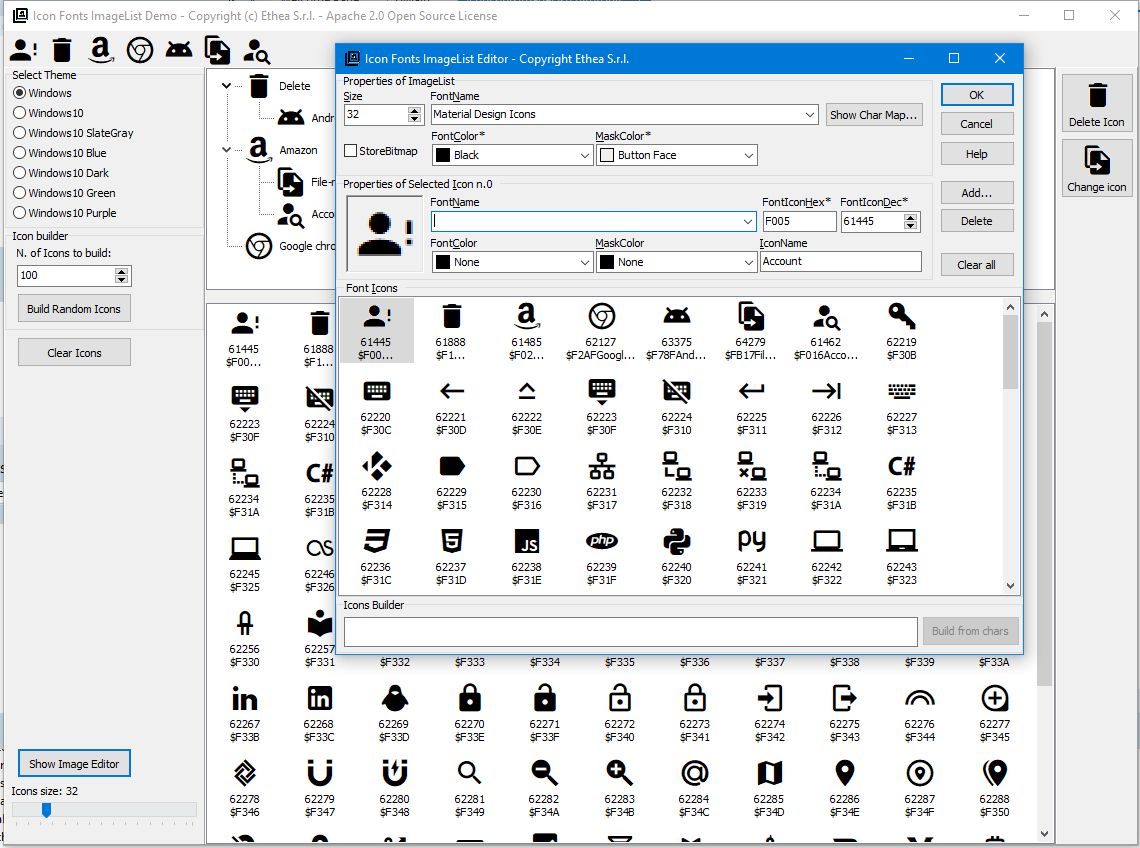 Icon Fonts ImageList Demo - Copyright (c) Ethea S.r.l. - Apache 2.0 Open Source License
Select Theme
Windows
Windows10
Windows10 SlateGray
Windows10 Blue
Windows10 Dark
Windows10 Green
Windows10 Purple
Icon builder
N. of Icons to build:
100
Build Random Icons
Clear Icons
Show Image Editor
Icons size: 32
Delete
Andr
Amazon
File-r
Acco
Google chro
Delete Icon
Change icon
Icon Fonts ImageList Editor - Copyright Ethea S.r.l.
Properties of ImageList
Size
FontName
32
Material Design Icons
Show Char Map...
FontColor*
MaskColor*
StoreBitmap
Black
Button Face
OK
Cancel
Help
Add...
Delete
Clear all
Properties of Selected Icon n.0
FontName
FontIconHex*
FontIconDec*
F005
61445
FontColor
MaskColor
IconName
None
None
Account
Font Icons
61445 61888 61485 62127 63375 64279 61462 62219
$F00... $F1... $F02... $F2AFGoogl... $F78FAnd... $FB17Fil... $F016Acco... $F30B
62220 62221 62222 62223 62224 62225 62226 62227
$F30C $F30D $F30E $F30F $F310 $F311 $F312 $F313
62228 62229 62230 62231 62232 62233 62234 62235
$F314 $F315 $F316 $F317 $F318 $F319 $F31A $F31B
C#
JS php py
62236 62237 62238 62239 62240 62241 62242 62243
$F31C $F31D $F31E $F31F $F320 $F321 $F322 $F323
Icons Builder
Build from chars
61445 61888
$F00... $F1...
62223 62224
$F30F $F310
C#
62234 62235
$F31A $F31B
62245 62246
$F325 $F326
62256 62257
$F330 $F331 $F332 $F333 $F334 $F335 $F336 $F337 $F338 $F339 $F33A
in in
62267 62268 62269 62270 62271 62272 62273 62274 62275 62276 62277
$F33B $F33C $F33D $F33E $F33F $F340 $F341 $F342 $F343 $F344 $F345
@
62278 62279 62280 62281 62282 62283 62284 62285 62286 62287 62288
$F346 $F347 $F348 $F349 $F34A $F34B $F34C $F34D $F34E $F34F $F350